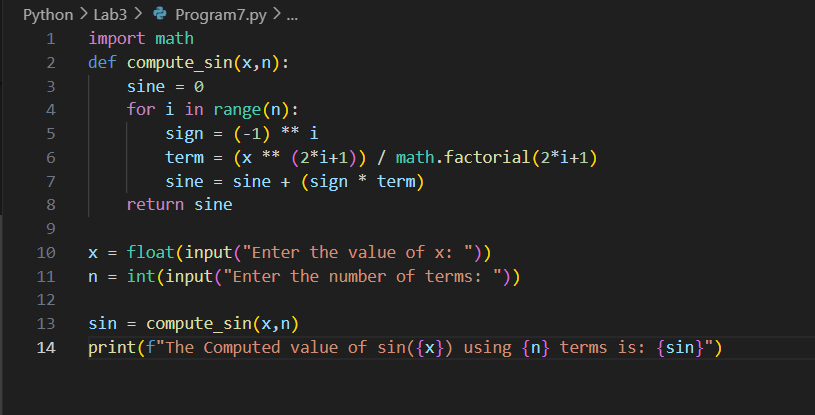 Python > Lab3 > Program7.py > ...
1 import math
2 def compute_sin(x,n):
3     sine = 0
4     for i in range(n):
5         sign = (-1) ** i
6         term = (x ** (2*i+1)) / math.factorial(2*i+1)
7         sine = sine + (sign * term)
8     return sine
9
10 x = float(input("Enter the value of x: "))
11 n = int(input("Enter the number of terms: "))
12
13 sin = compute_sin(x,n)
14 print(f"The Computed value of sin({x}) using {n} terms is: {sin}")